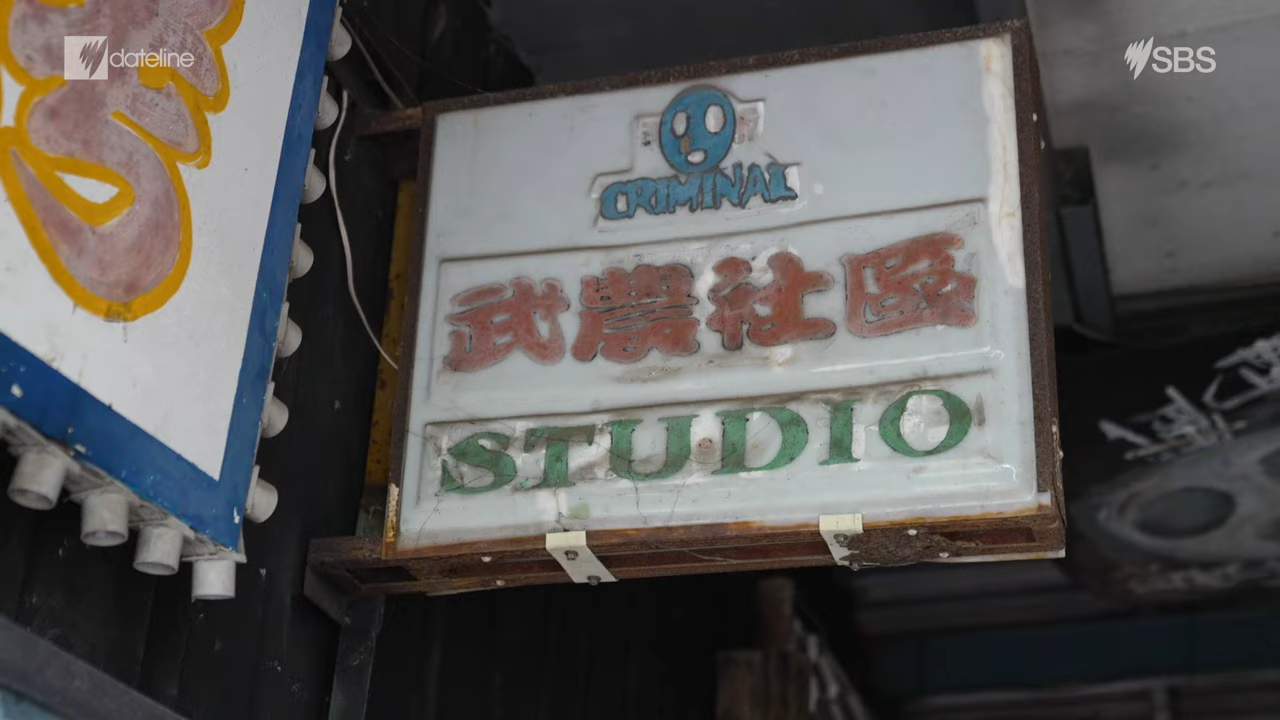 dateline
SBS
CRIMINAL
武農社區
STUDIO